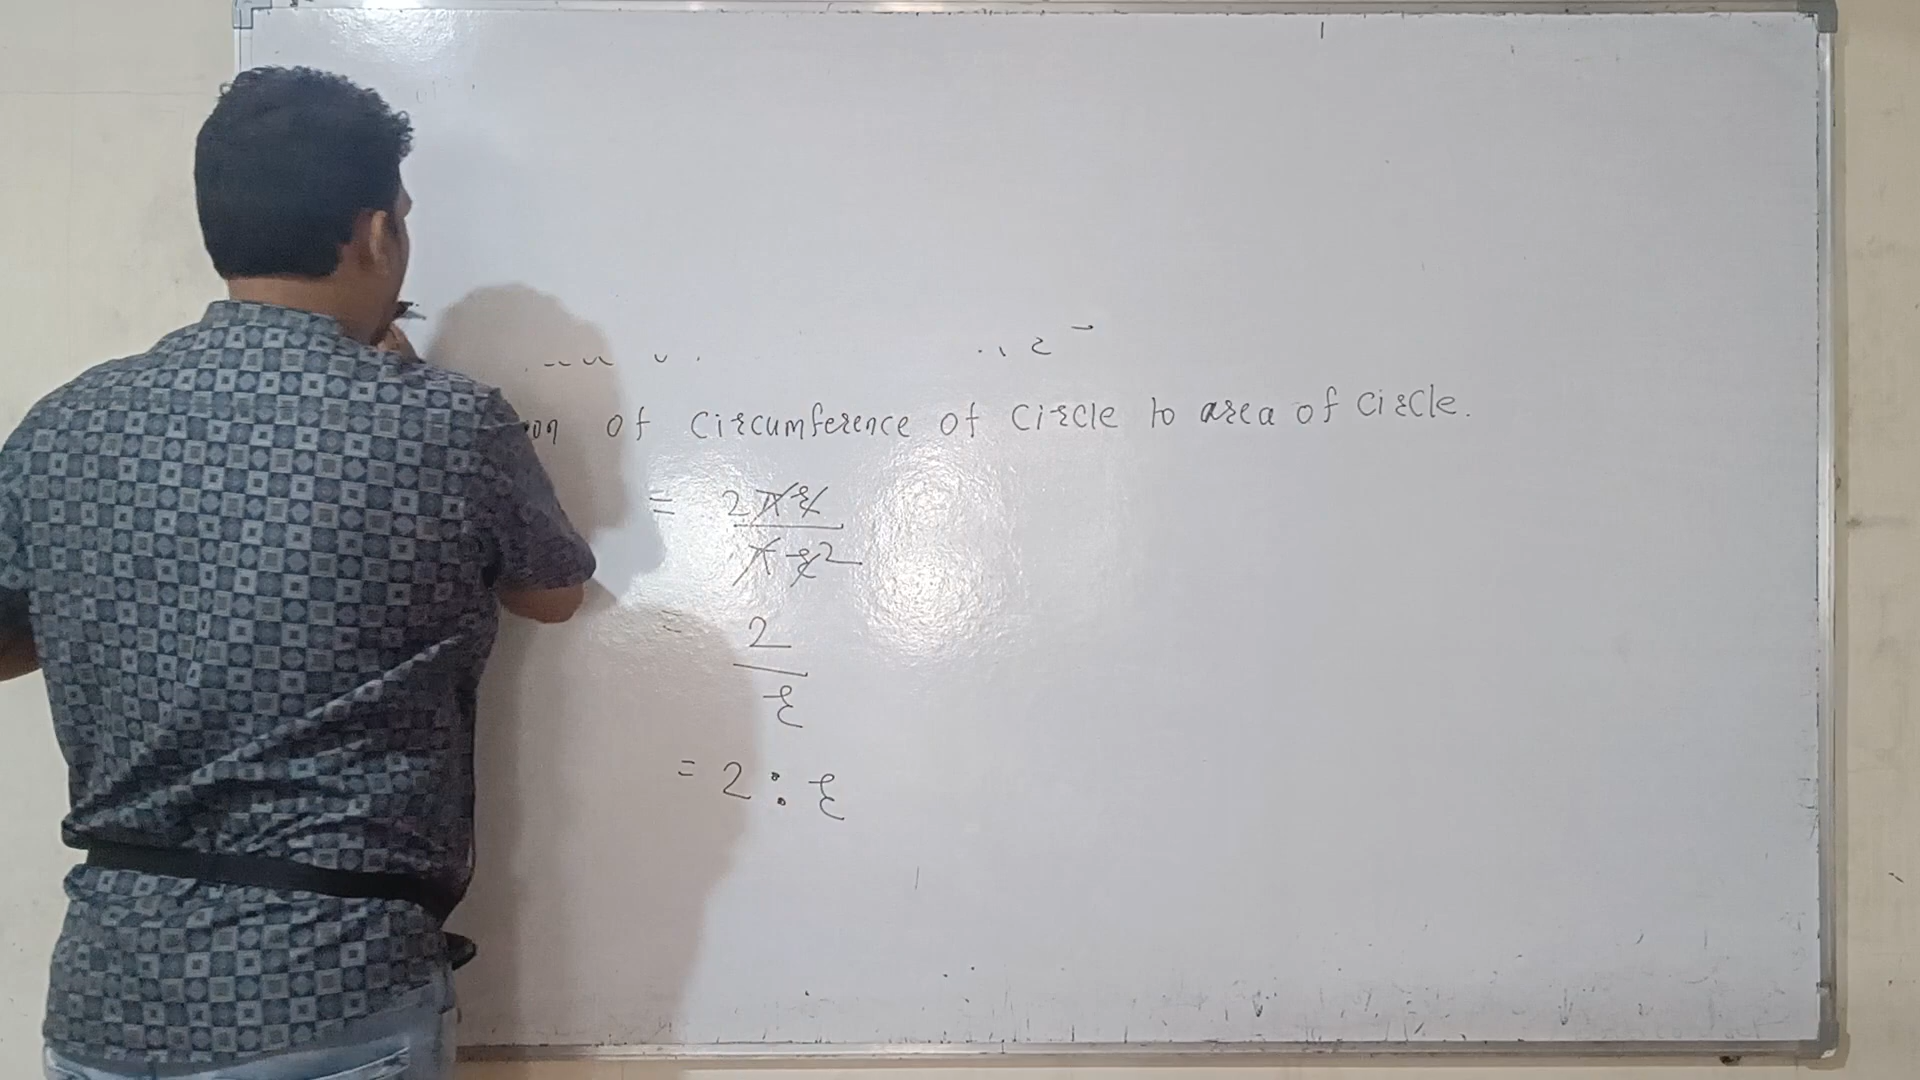 of Circumference of Circle to area of Circle.
= 2πr
πr2
= 2
r
= 2 : r